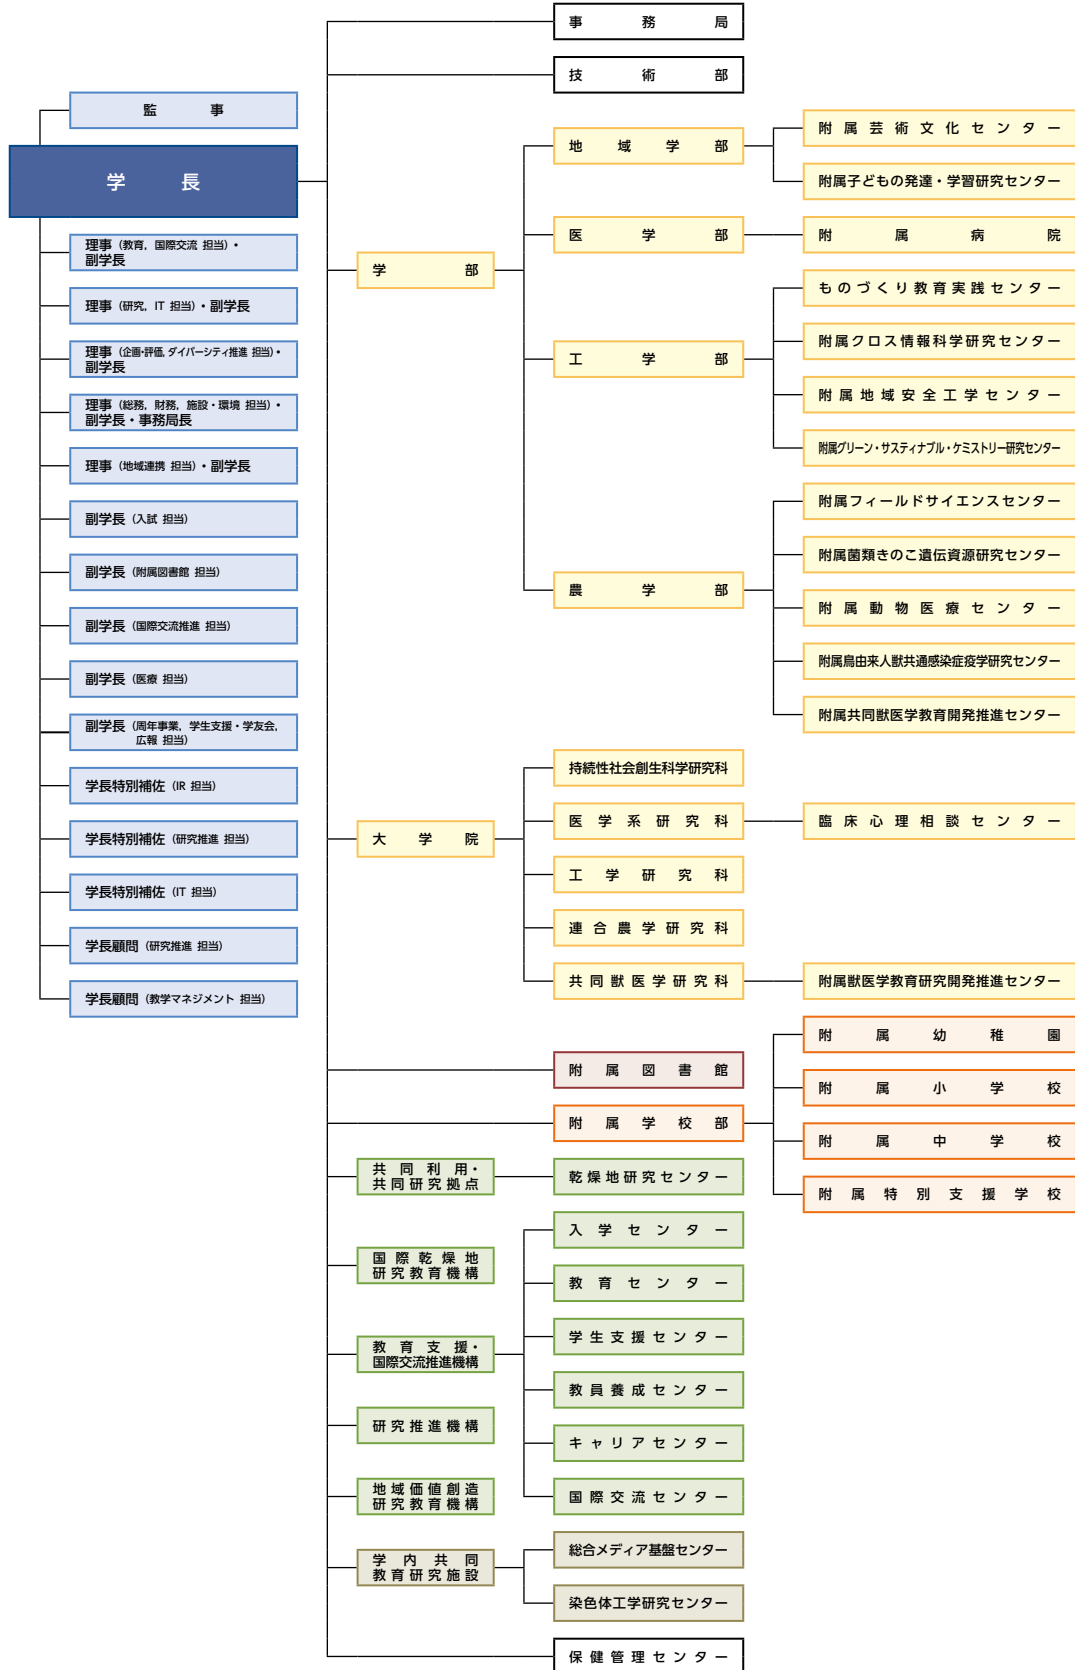 監事
学長
理事（教育，国際交流 担当）・
副学長
理事（研究，IT 担当）・副学長
理事（企画・評価，ダイバーシティ推進 担当）・
副学長
理事（総務，財務，施設・環境 担当）・
副学長・事務局長
理事（地域連携 担当）・副学長
副学長（入試 担当）
副学長（附属図書館 担当）
副学長（国際交流推進 担当）
副学長（医療 担当）
副学長（周年事業，学生支援・学友会，
広報 担当）
学長特別補佐（IR 担当）
学長特別補佐（研究推進 担当）
学長特別補佐（IT 担当）
学長顧問（研究推進 担当）
学長顧問（教学マネジメント 担当）
事務局
技術部
学部
地域学部
附属芸術文化センター
附属子どもの発達・学習研究センター
医学部
附属病院
工学部
ものづくり教育実践センター
附属クロス情報科学研究センター
附属地域安全工学センター
附属グリーン・サスティナブル・ケミストリー研究センター
農学部
附属フィールドサイエンスセンター
附属菌類きのこ遺伝資源研究センター
附属動物医療センター
附属鳥由来人獣共通感染症疫学研究センター
附属共同獣医学教育開発推進センター
大学院
持続性社会創生科学研究科
医学系研究科
臨床心理相談センター
工学研究科
連合農学研究科
共同獣医学研究科
附属獣医学教育研究開発推進センター
附属図書館
附属学校部
附属幼稚園
附属小学校
附属中学校
附属特別支援学校
共同利用・
共同研究拠点
乾燥地研究センター
国際乾燥地
研究教育機構
教育支援・
国際交流推進機構
入学センター
教育センター
学生支援センター
教員養成センター
キャリアセンター
国際交流センター
研究推進機構
地域価値創造
研究教育機構
学内共同
教育研究施設
総合メディア基盤センター
染色体工学研究センター
保健管理センター